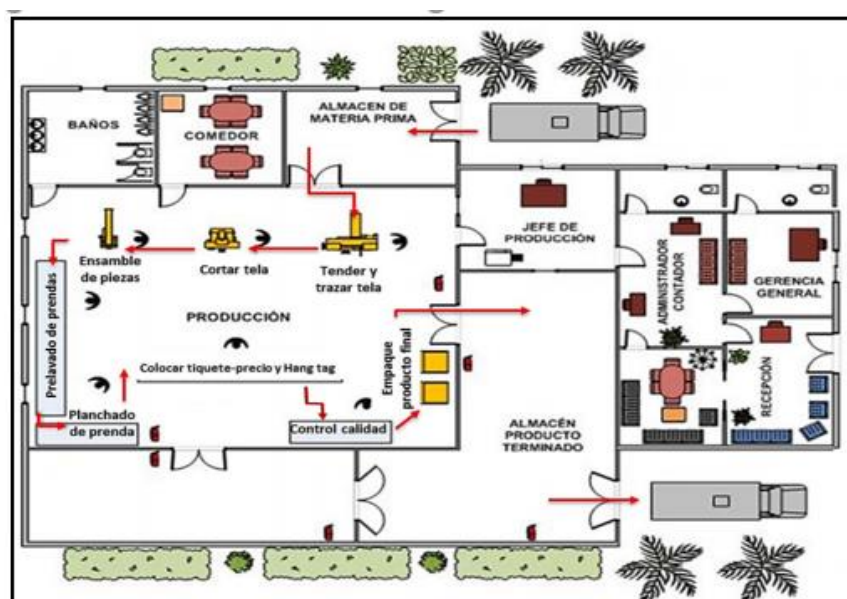 BAÑOS
COMEDOR
ALMACEN DE
MATERIA PRIMA
JEFE DE
PRODUCCIÓN
ADMINISTRADOR
CONTADOR
GERENCIA
GENERAL
Ensamble
de piezas
Cortar tela
Tender y
trazar tela
PRODUCCIÓN
Prelavado de prendas
Colocar tiquete-precio y Hang tag
Empaque
producto final
Planchado
de prenda
Control calidad
ALMACÉN
PRODUCTO
TERMINADO
RECEPCIÓN